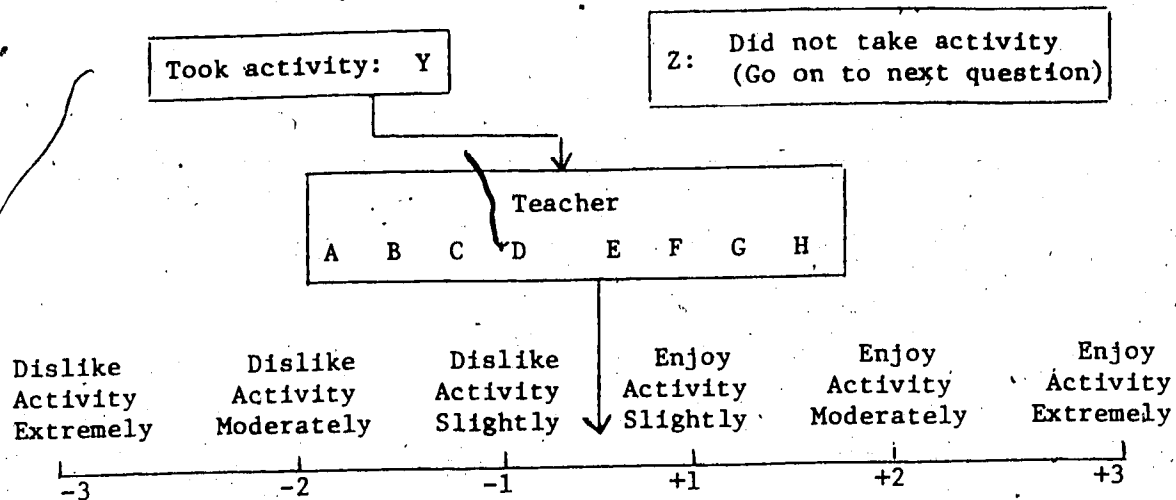 Took activity: Y
Z: Did not take activity
(Go on to next question)
Teacher
A B C D E F G H
Dislike Dislike Dislike Enjoy Enjoy Enjoy
Activity Activity Activity Activity Activity Activity
Extremely Moderately Slightly Slightly Moderately Extremely
-3 -2 -1 +1 +2 +3